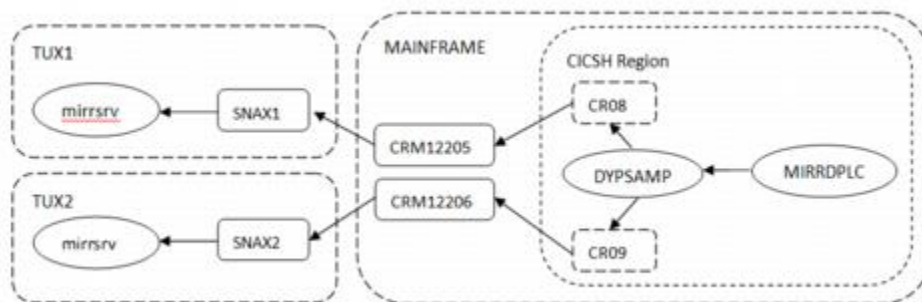 TUX1
mirrsrv
SNAX1
TUX2
mirrsrv
SNAX2
MAINFRAME
CRM12205
CRM12206
CICSH Region
CR08
DYPSAMP
MIRRDPLC
CR09